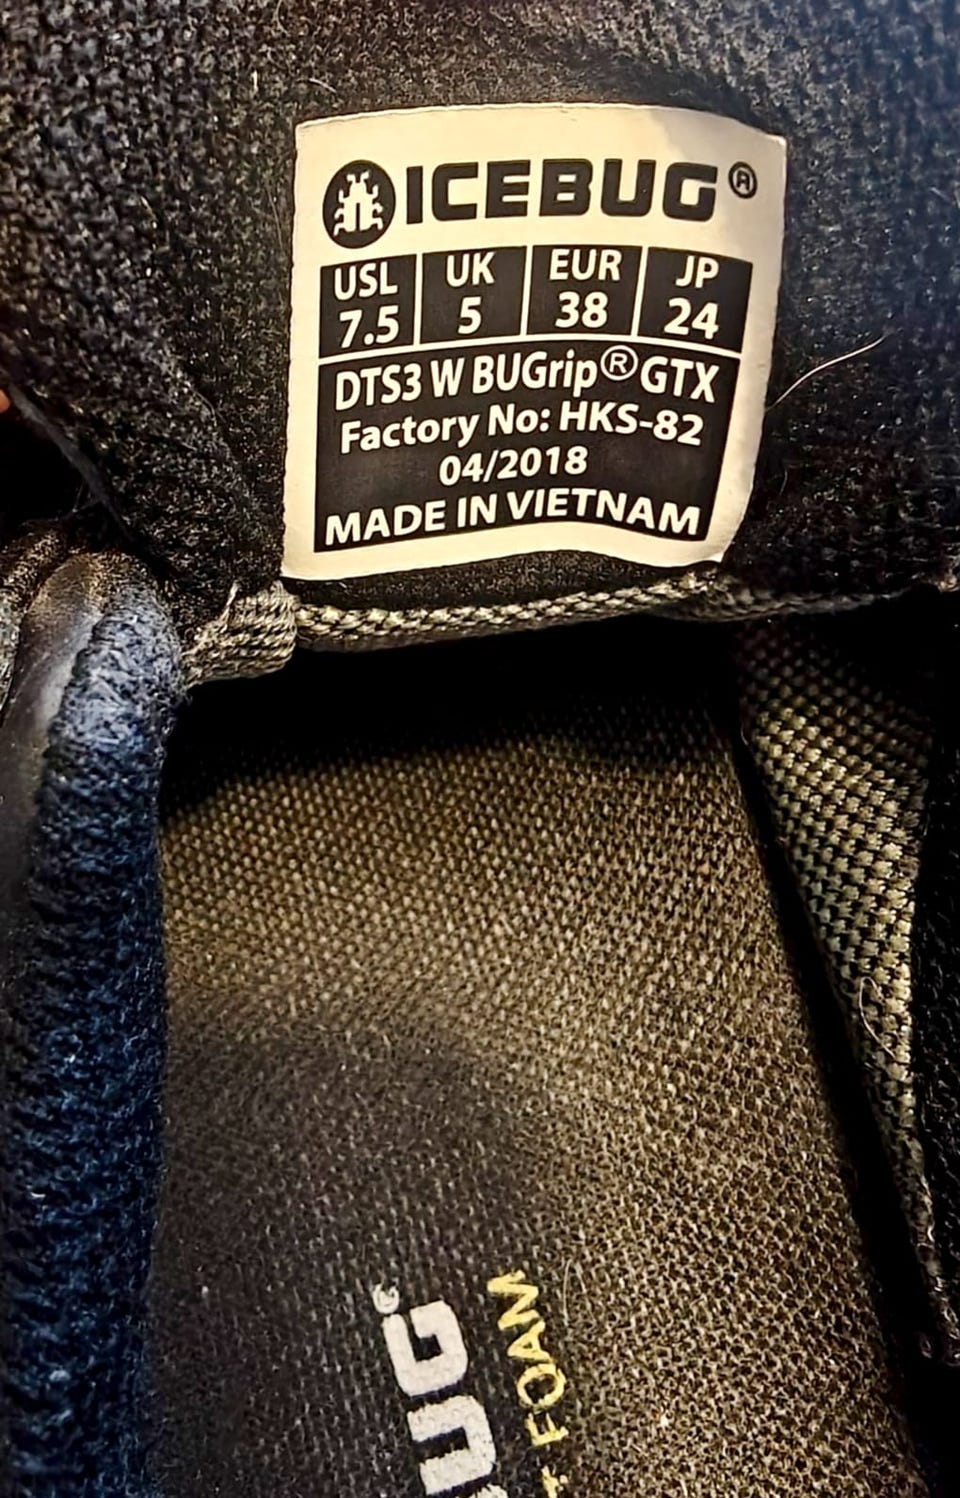 ICEBUG®
USL UK EUR JP
7.5 5 38 24
DTS3 W BUGrip® GTX
Factory No: HKS-82
04/2018
MADE IN VIETNAM
UG©
FOAM